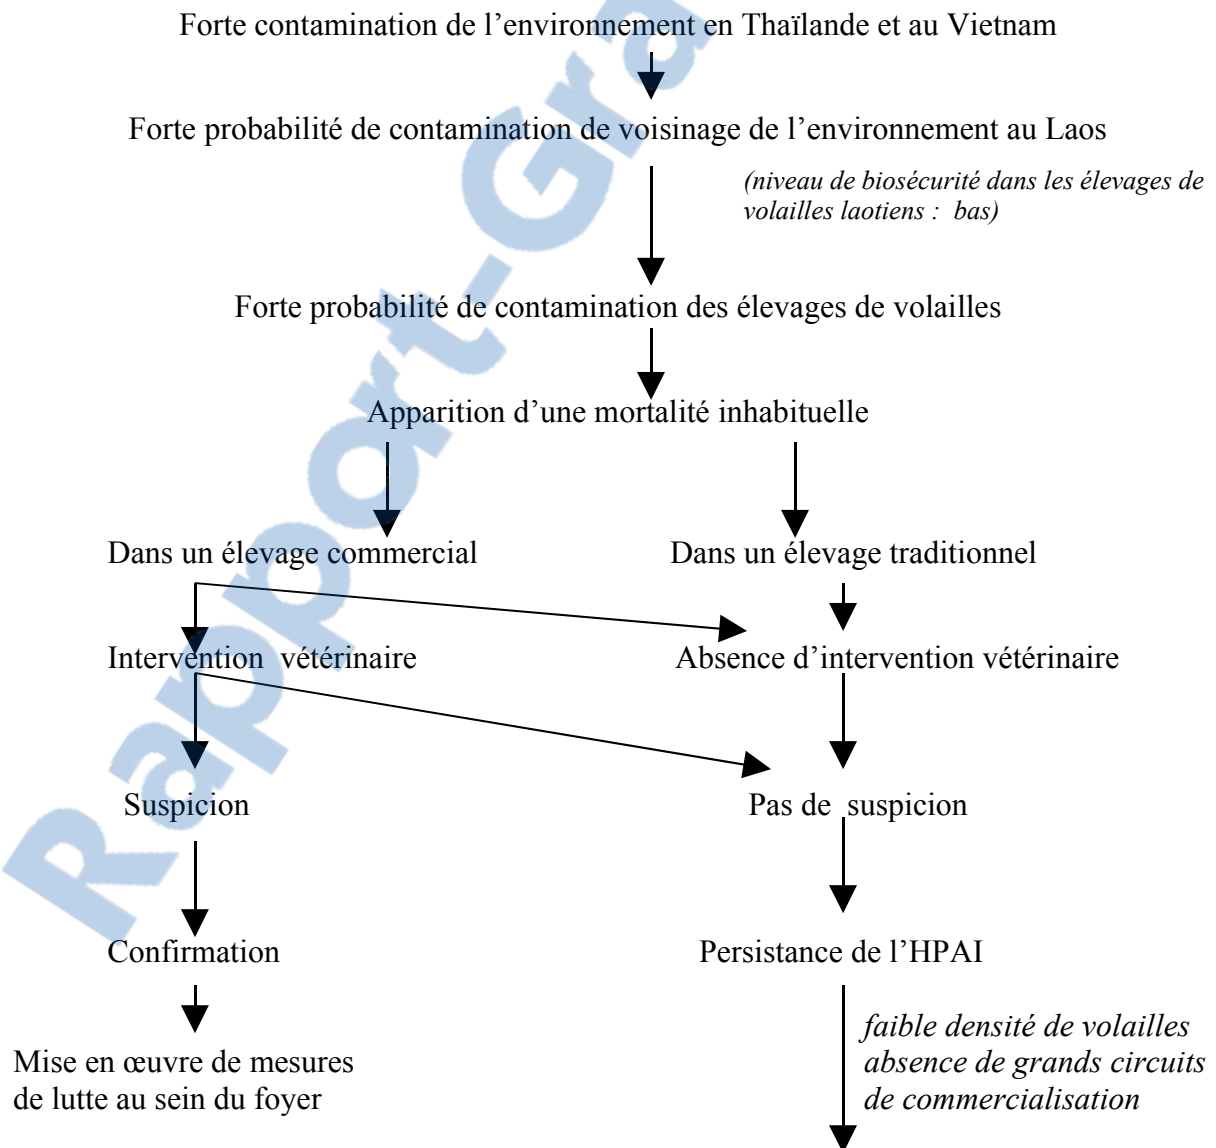 Forte contamination de l’environnement en Thaïlande et au Vietnam
Forte probabilité de contamination de voisinage de l’environnement au Laos
(niveau de biosécurité dans les élevages de
volailles laotiens : bas)
Forte probabilité de contamination des élevages de volailles
Apparition d’une mortalité inhabituelle
Dans un élevage commercial
Dans un élevage traditionnel
Intervention vétérinaire
Absence d’intervention vétérinaire
Suspicion
Pas de suspicion
Confirmation
Persistance de l’HPAI
Mise en œuvre de mesures
de lutte au sein du foyer
faible densité de volailles
absence de grands circuits
de commercialisation
Rapport-Gra